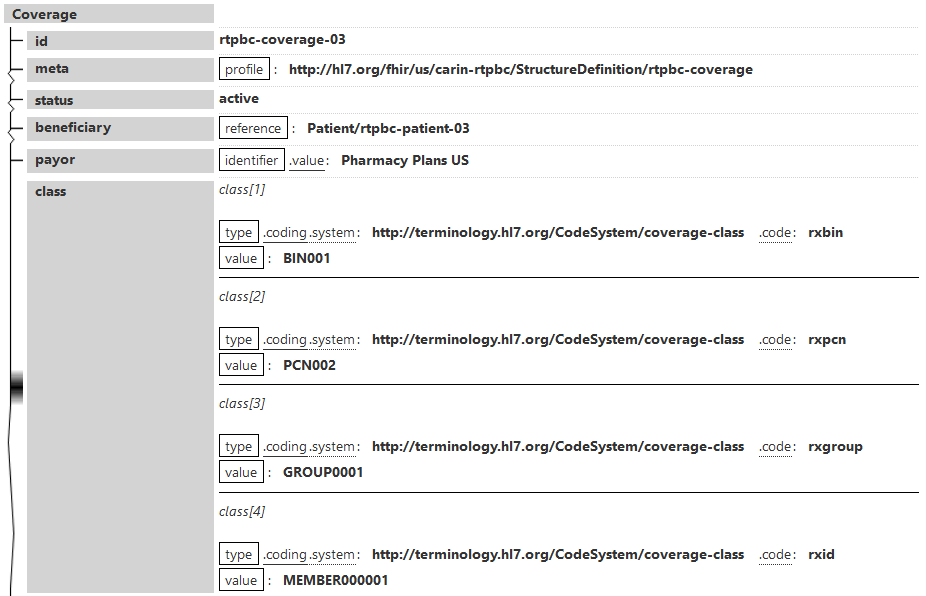 Coverage
id rtpbc-coverage-03
meta profile : http://hl7.org/fhir/us/carin-rtpbc/StructureDefinition/rtpbc-coverage
status active
beneficiary reference : Patient/rtpbc-patient-03
payor identifier .value: Pharmacy Plans US
class class[1]
type .coding.system: http://terminology.hl7.org/CodeSystem/coverage-class .code: rxbin
value : BIN001
class[2]
type .coding.system: http://terminology.hl7.org/CodeSystem/coverage-class .code: rxpcn
value : PCN002
class[3]
type .coding.system: http://terminology.hl7.org/CodeSystem/coverage-class .code: rxgroup
value : GROUP0001
class[4]
type .coding.system: http://terminology.hl7.org/CodeSystem/coverage-class .code: rxid
value : MEMBER000001